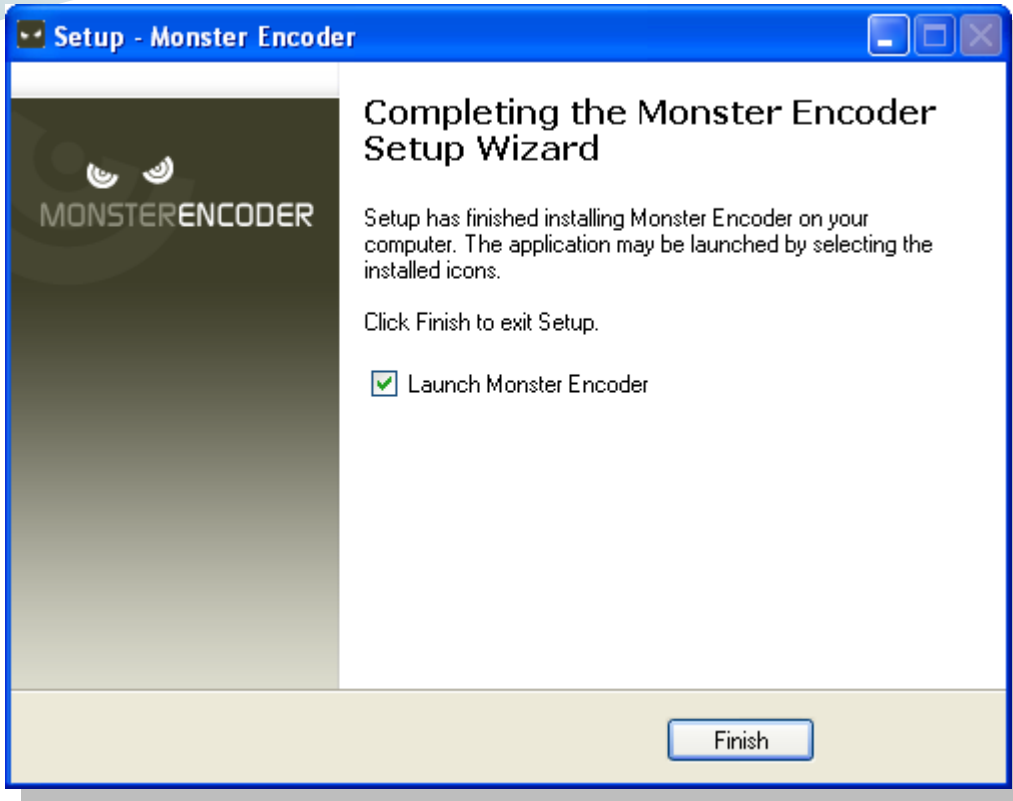 Setup - Monster Encoder
MONSTERENCODER
Completing the Monster Encoder
Setup Wizard
Setup has finished installing Monster Encoder on your
computer. The application may be launched by selecting the
installed icons.
Click Finish to exit Setup.
Launch Monster Encoder
Finish